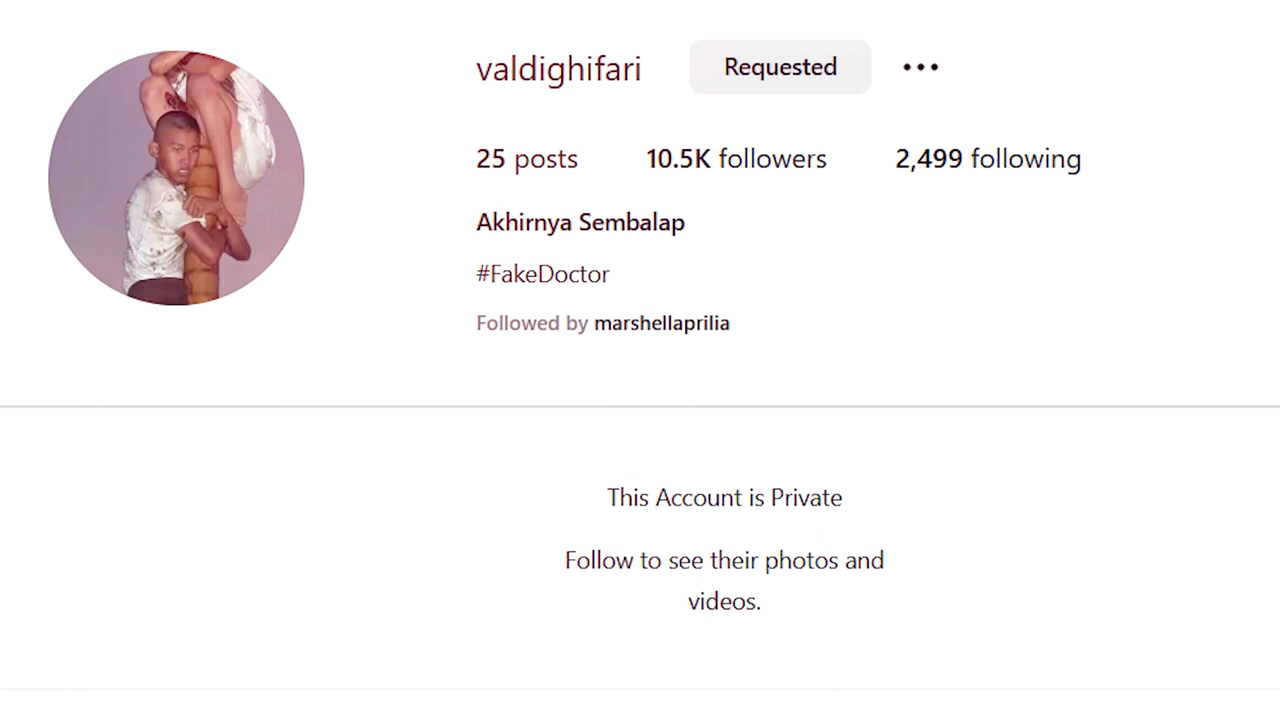 valdighifari Requested
25 posts 10.5K followers 2,499 following
Akhirnya Sembalap
#FakeDoctor
Followed by marshellaprilia
This Account is Private
Follow to see their photos and
videos.